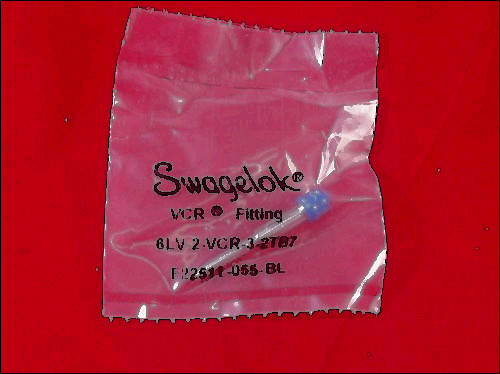 Swagelok®
VCR ® Fitting
6LV 2-VCR-3-2TB7
F22511-055-BL